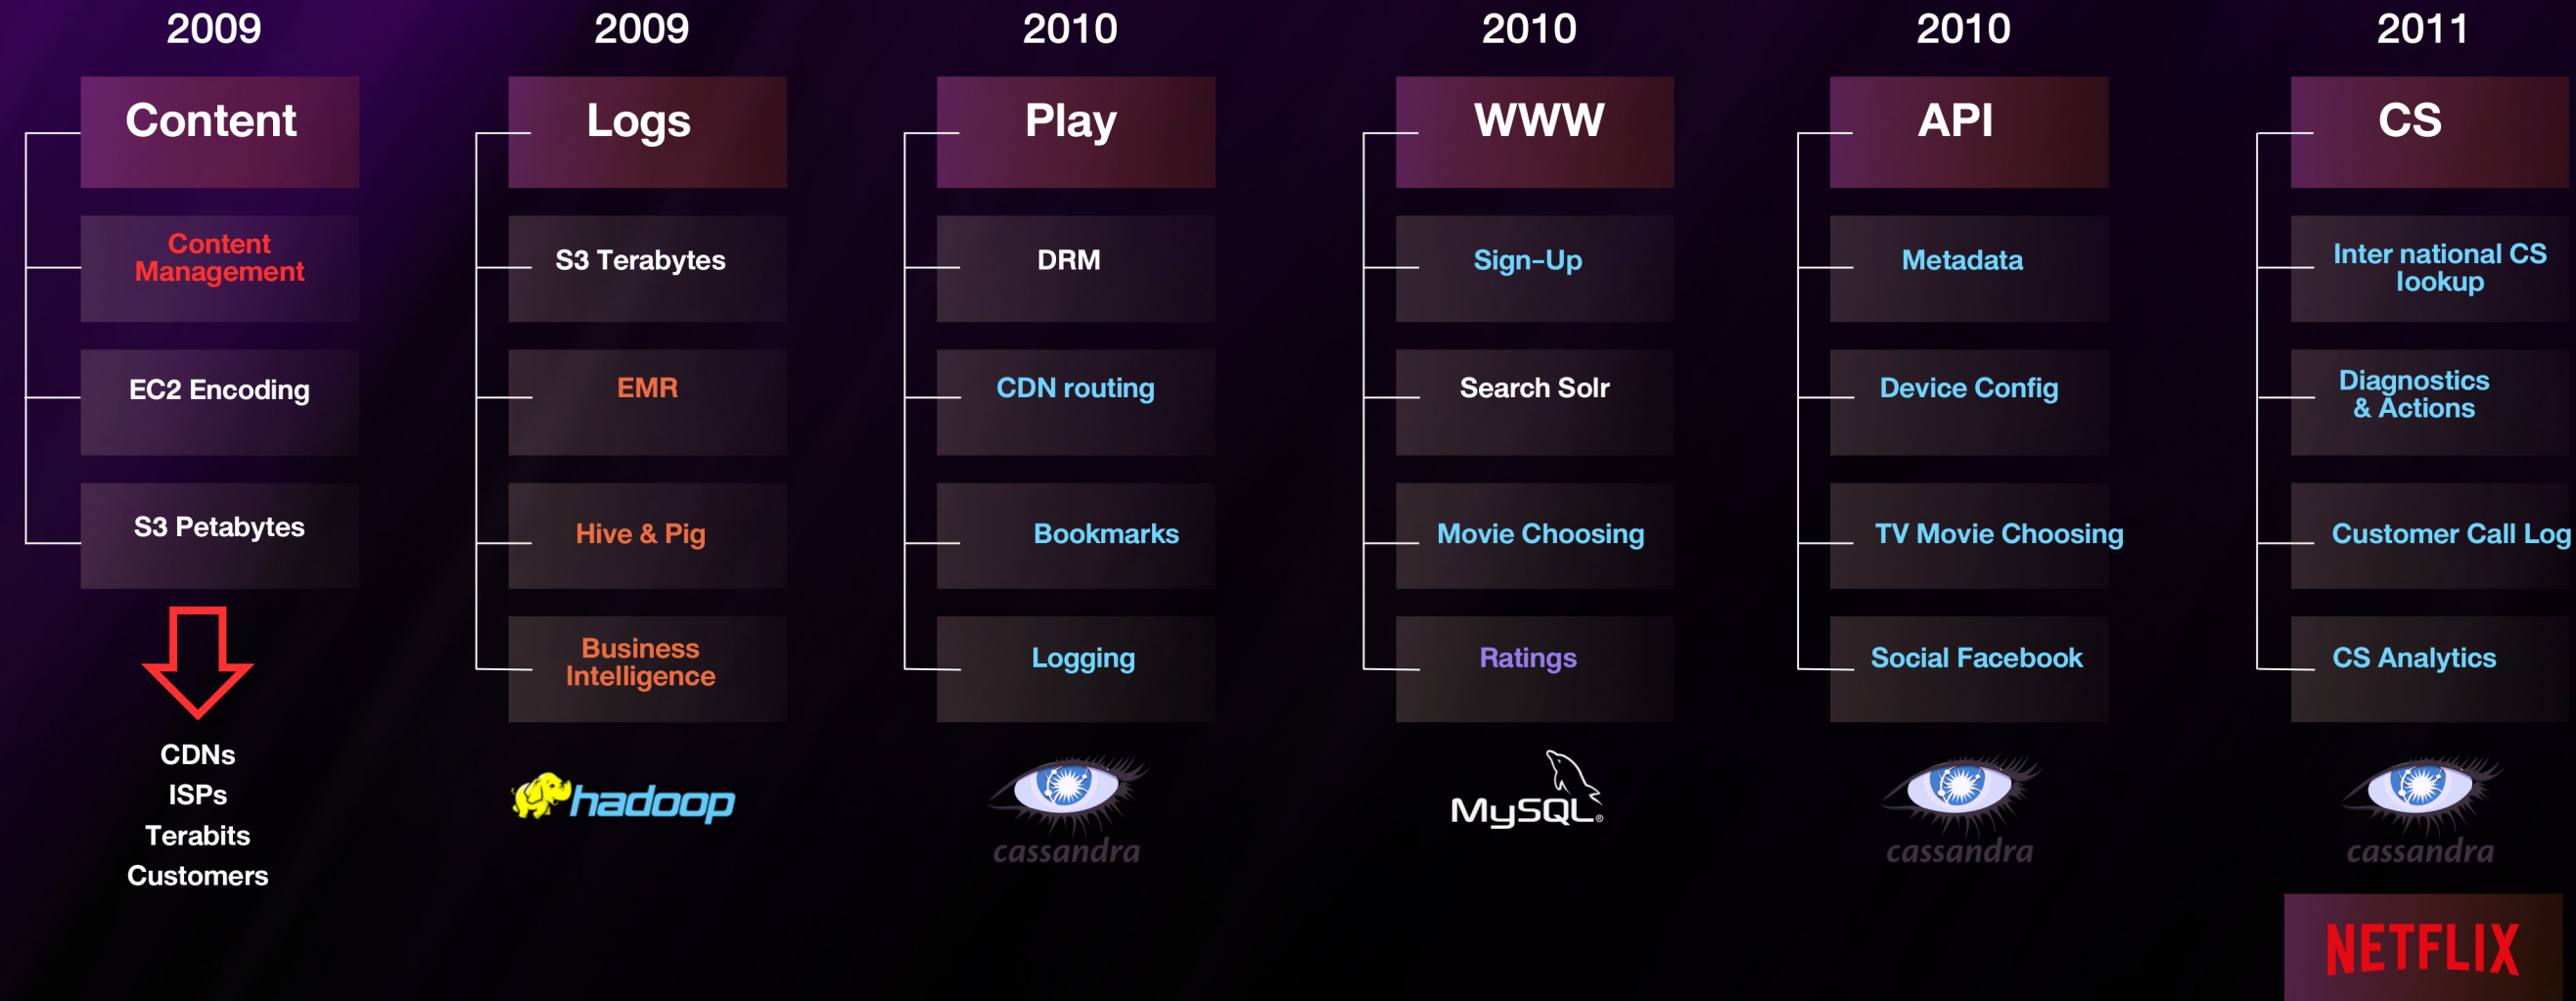 2009
Content
Content
Management
EC2 Encoding
S3 Petabytes
CDNs
ISPs
Terabits
Customers
2009
Logs
S3 Terabytes
EMR
Hive & Pig
Business
Intelligence
hadoop
2010
Play
DRM
CDN routing
Bookmarks
Logging
cassandra
2010
WWW
Sign-Up
Search Solr
Movie Choosing
Ratings
MySQL®
2010
API
Metadata
Device Config
TV Movie Choosing
Social Facebook
cassandra
2011
CS
Inter national CS
lookup
Diagnostics
& Actions
Customer Call Log
CS Analytics
cassandra
NETFLIX